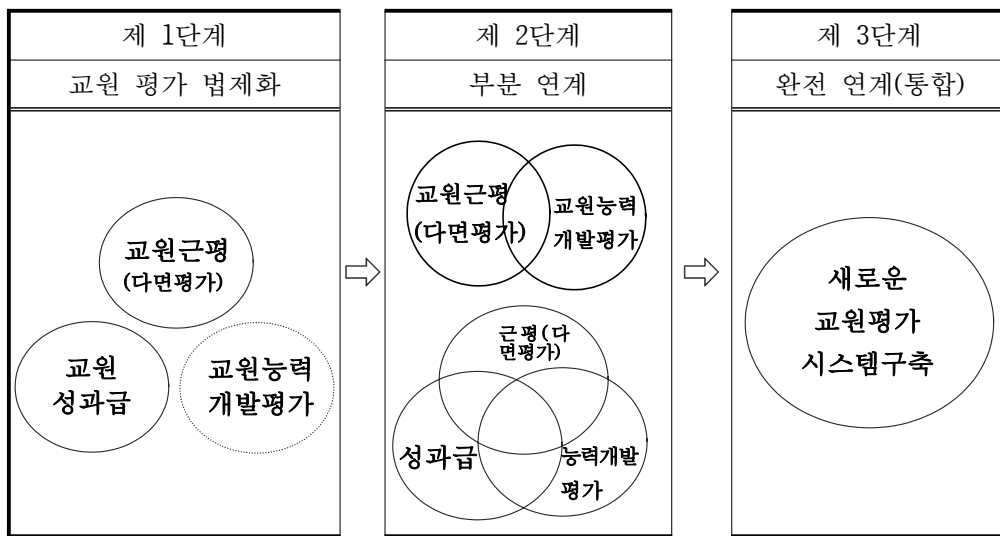 제 1단계
교원 평가 법제화
교원근평
(다면평가)
교원
성과급
교원능력
개발평가
제 2단계
부분 연계
교원근평
(다면평가)
교원능력
개발평가
근평(다
면평가)
성과급
능력개발
평가
제 3단계
완전 연계(통합)
새로운
교원평가
시스템구축